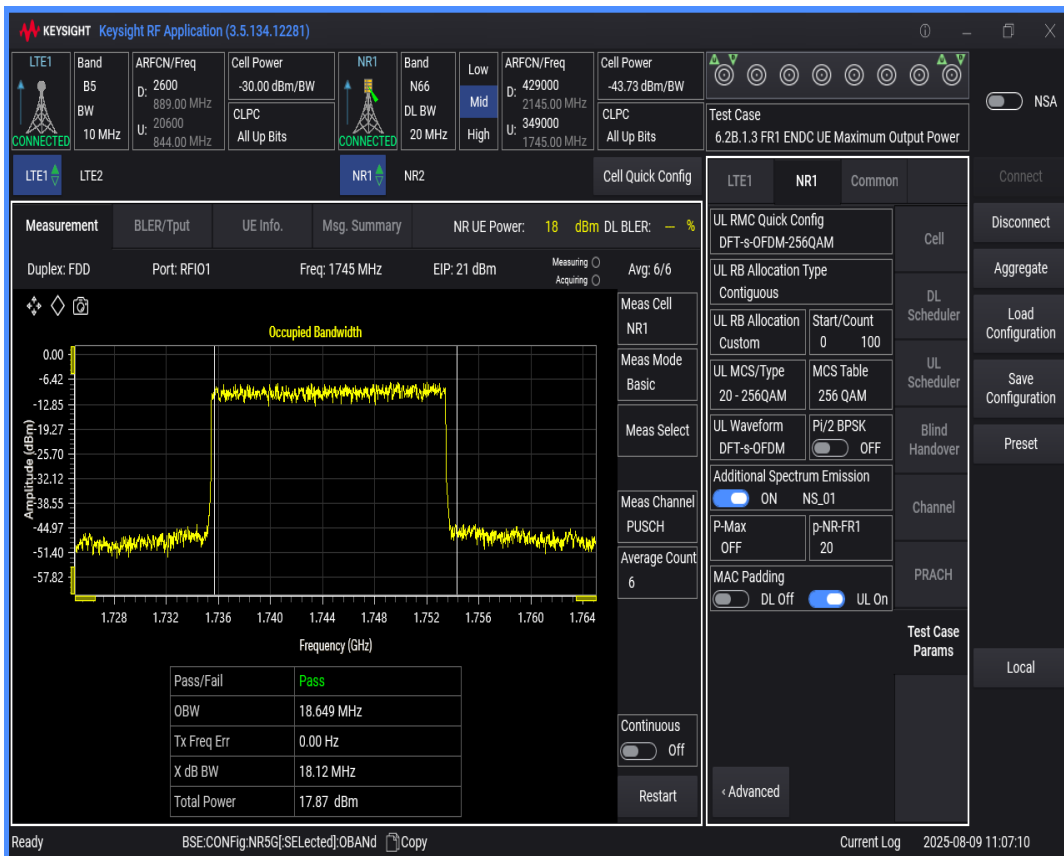 KEYSIGHT Keysight RF Application (3.5.134.12281)
LTE1 Band ARFCN/Freq Cell Power NR1 Band Low ARFCN/Freq Cell Power
B5 D: 2600 -30.00 dBm/BW N66 D: 429000 -43.73 dBm/BW
889.00 MHz 2145.00 MHz
BW CLPC DL BW Mid CLPC
U: 20600 U: 349000
CONNECTED 10 MHz 844.00 MHz All Up Bits CONNECTED 20 MHz High 1745.00 MHz All Up Bits
Test Case
6.2B.1.3 FR1 ENDC UE Maximum Output Power
NSA
LTE1 LTE2 NR1 NR2 Cell Quick Config
Measurement BLER/Tput UE Info. Msg. Summary NR UE Power: 18 dBm DL BLER: -- %
Duplex: FDD Port: RFIO1 Freq: 1745 MHz EIP: 21 dBm Measuring Avg: 6/6
Acquiring
Occupied Bandwidth
Amplitude (dBm)
0.00
-6.42
-12.85
-19.27
-25.70
-32.12
-38.55
-44.97
-51.40
-57.82
1.728 1.732 1.736 1.740 1.744 1.748 1.752 1.756 1.760 1.764
Frequency (GHz)
Pass/Fail Pass
OBW 18.649 MHz
Tx Freq Err 0.00 Hz
X dB BW 18.12 MHz
Total Power 17.87 dBm
Meas Cell
NR1
Meas Mode
Basic
Meas Select
Meas Channel
PUSCH
Average Count
6
Continuous
Off
Restart
LTE1 NR1 Common
UL RMC Quick Config
DFT-s-OFDM-256QAM
UL RB Allocation Type
Contiguous
UL RB Allocation Start/Count
Custom 0 100
UL MCS/Type MCS Table
20 - 256QAM 256 QAM
UL Waveform Pi/2 BPSK
DFT-s-OFDM OFF
Additional Spectrum Emission
ON NS_01
P-Max p-NR-FR1
OFF 20
MAC Padding
DL Off UL On
‹ Advanced
Cell
DL
Scheduler
UL
Scheduler
Blind
Handover
Channel
PRACH
Test Case
Params
Connect
Disconnect
Aggregate
Load
Configuration
Save
Configuration
Preset
Local
Ready BSE:CONFig:NR5G[:SELected]:OBANd Copy Current Log 2025-08-09 11:07:10